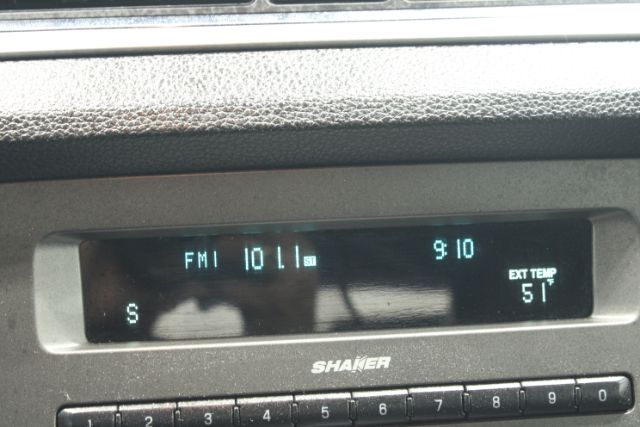 FM1 101.1 ST 9:10
EXT TEMP
S 51°F
SHAKER
1 2 3 4 5 6 7 8 9 0